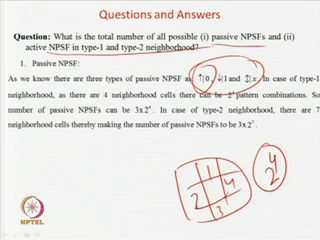 Questions and Answers
Question: What is the total number of all possible (i) passive NPSFs and (ii)
active NPSF in type-1 and type-2 neighborhood?
1. Passive NPSF:
As we know there are three types of passive NPSF as ↑|0, ↓|1 and ↕|x. In case of type-1
neighborhood, as there are 4 neighborhood cells there can be 2⁴ pattern combinations. So
number of passive NPSFs can be 3x2⁴. In case of type-2 neighborhood, there are 7
neighborhood cells thereby making the number of passive NPSFs to be 3x2⁷.
1
2 4
3
2⁴
NPTEL